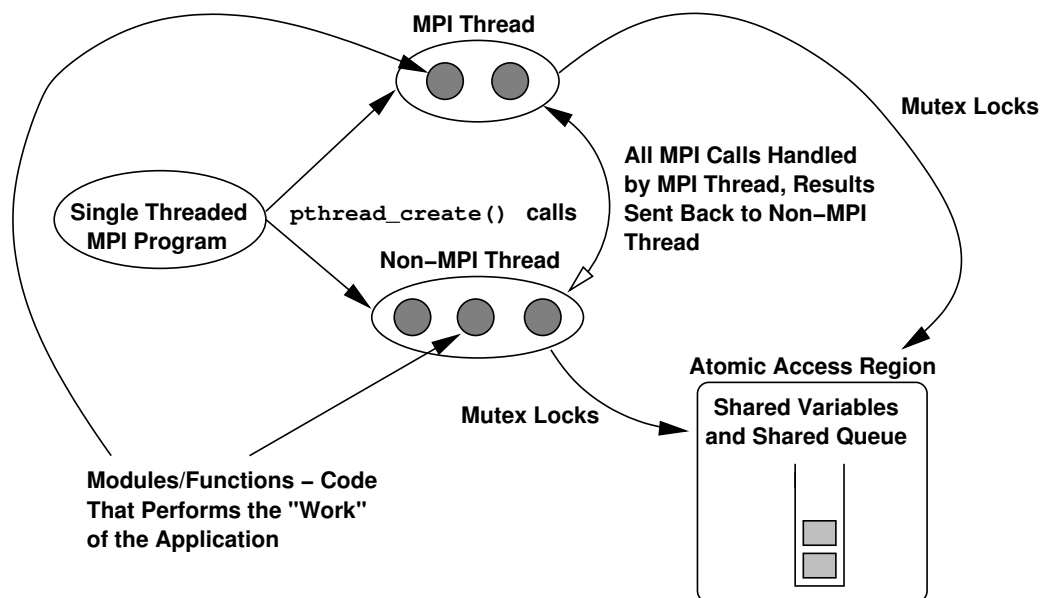 MPI Thread
Mutex Locks
All MPI Calls Handled
by MPI Thread, Results
Sent Back to Non−MPI
Thread
Single Threaded
MPI Program
pthread_create() calls
Non−MPI Thread
Atomic Access Region
Shared Variables
and Shared Queue
Mutex Locks
Modules/Functions − Code
That Performs the "Work"
of the Application